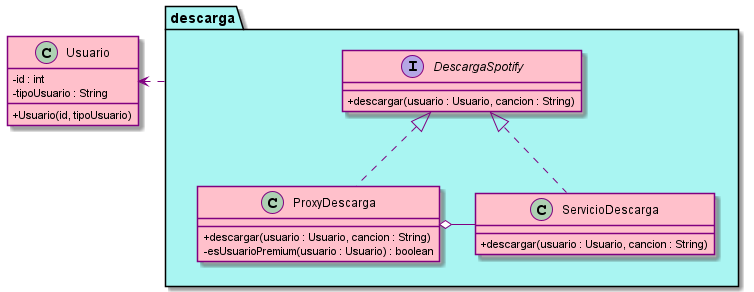 descarga
C Usuario
-id : int
-tipoUsuario : String
+Usuario(id, tipoUsuario)
I DescargaSpotify
+descargar(usuario : Usuario, cancion : String)
C ProxyDescarga
+descargar(usuario : Usuario, cancion : String)
-esUsuarioPremium(usuario : Usuario) : boolean
C ServicioDescarga
+descargar(usuario : Usuario, cancion : String)